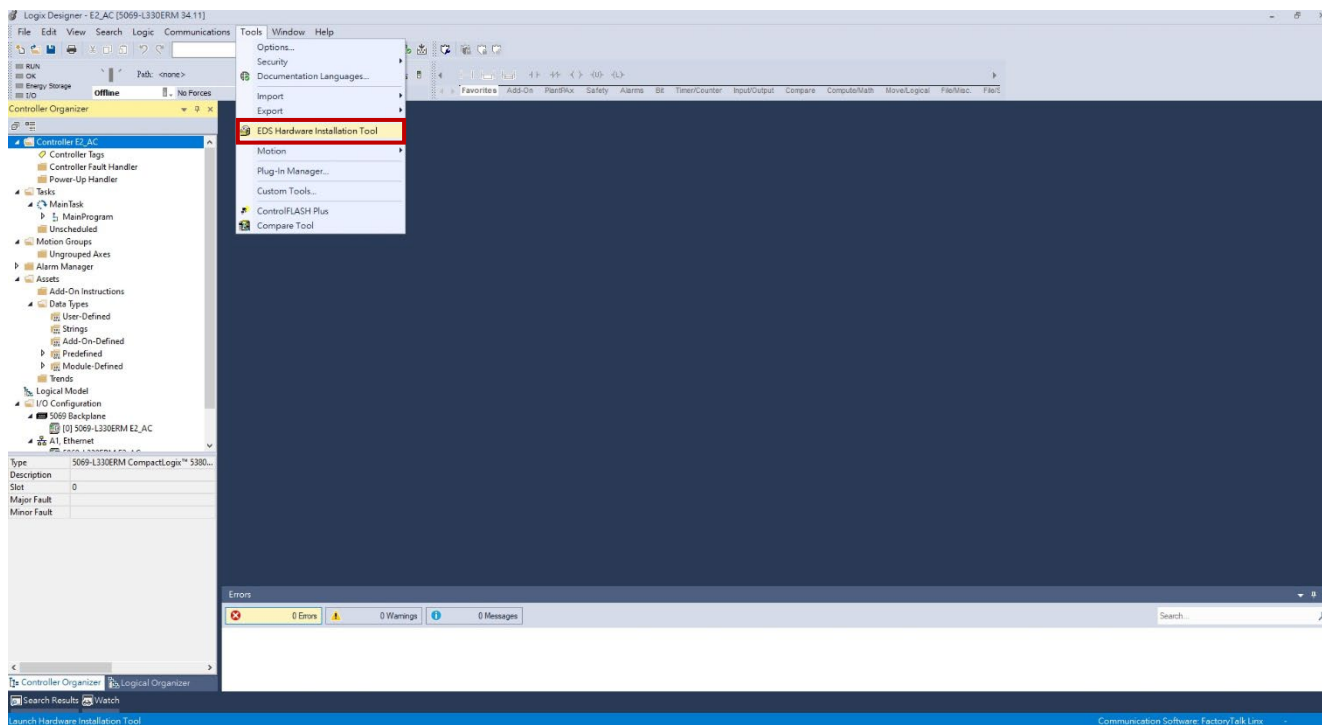 Logix Designer - E2_AC [5069-L330ERM 34.11]
File Edit View Search Logic Communications Tools Window Help
Options...
Security
Documentation Languages...
Import
Export
EDS Hardware Installation Tool
Motion
Plug-In Manager...
Custom Tools...
ControlFLASH Plus
Compare Tool
RUN
OK
Energy Storage
I/O
Path: <none>
Offline
No Forces
Favorites Add-On PlantPAx Safety Alarms Bit Timer/Counter Input/Output Compare Compute/Math Move/Logical File/Misc.
Controller Organizer
Controller E2_AC
Controller Tags
Controller Fault Handler
Power-Up Handler
Tasks
MainTask
MainProgram
Unscheduled
Motion Groups
Ungrouped Axes
Alarm Manager
Assets
Add-On Instructions
Data Types
User-Defined
Strings
Add-On-Defined
Predefined
Module-Defined
Trends
Logical Model
I/O Configuration
5069 Backplane
[0] 5069-L330ERM E2_AC
A1, Ethernet
Type 5069-L330ERM CompactLogix™ 5380...
Description
Slot 0
Major Fault
Minor Fault
Errors
0 Errors 0 Warnings 0 Messages Search...
Controller Organizer Logical Organizer
Search Results Watch
Launch Hardware Installation Tool Communication Software: FactoryTalk Linx